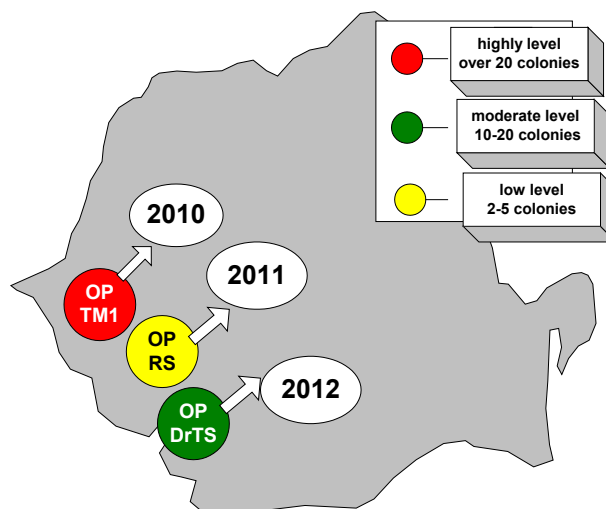 highly level
over 20 colonies
moderate level
10-20 colonies
low level
2-5 colonies
2010
OP
TM1
2011
OP
RS
2012
OP
DrTS